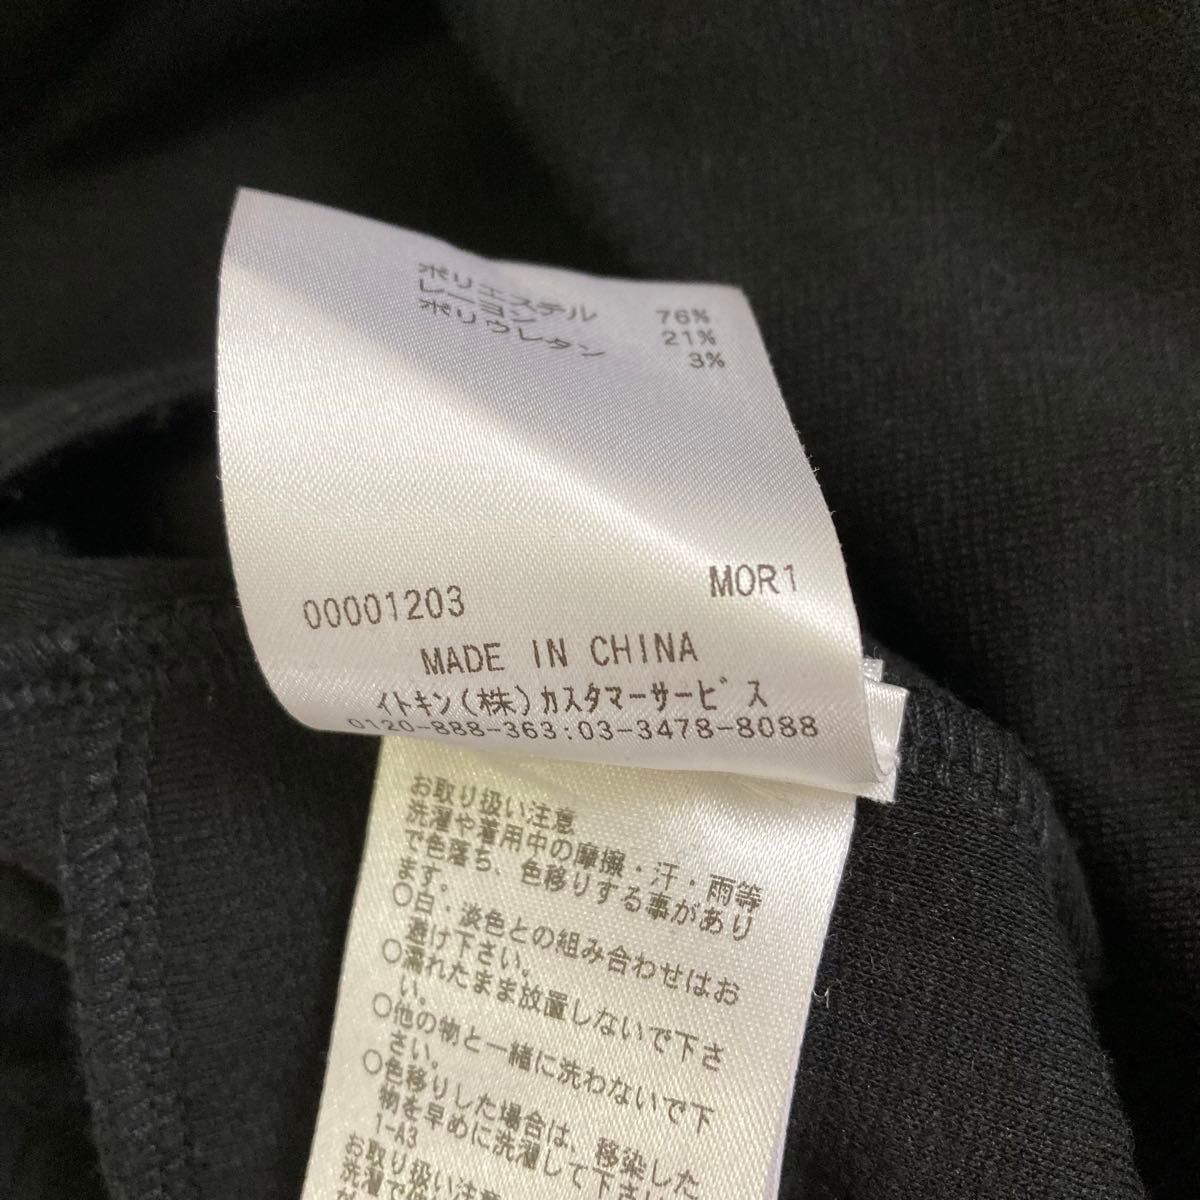 ポリエステル 76%
レーヨン 21%
ポリウレタン 3%
00001203 MOR1
MADE IN CHINA
イトキン(株)カスタマーサービス
0120-888-363:03-3478-8088
お取り扱い注意
洗濯や着用中の摩擦・汗・雨等
で色落ち、色移りする事があり
ます。
○白・淡色との組み合わせはお
避け下さい。
○濡れたまま放置しないで下さ
い。
○他の物と一緒に洗わないで下
さい。
○色移りした場合は、移染した
物を早めに洗濯して下さい
1-A3
お取り扱い注意